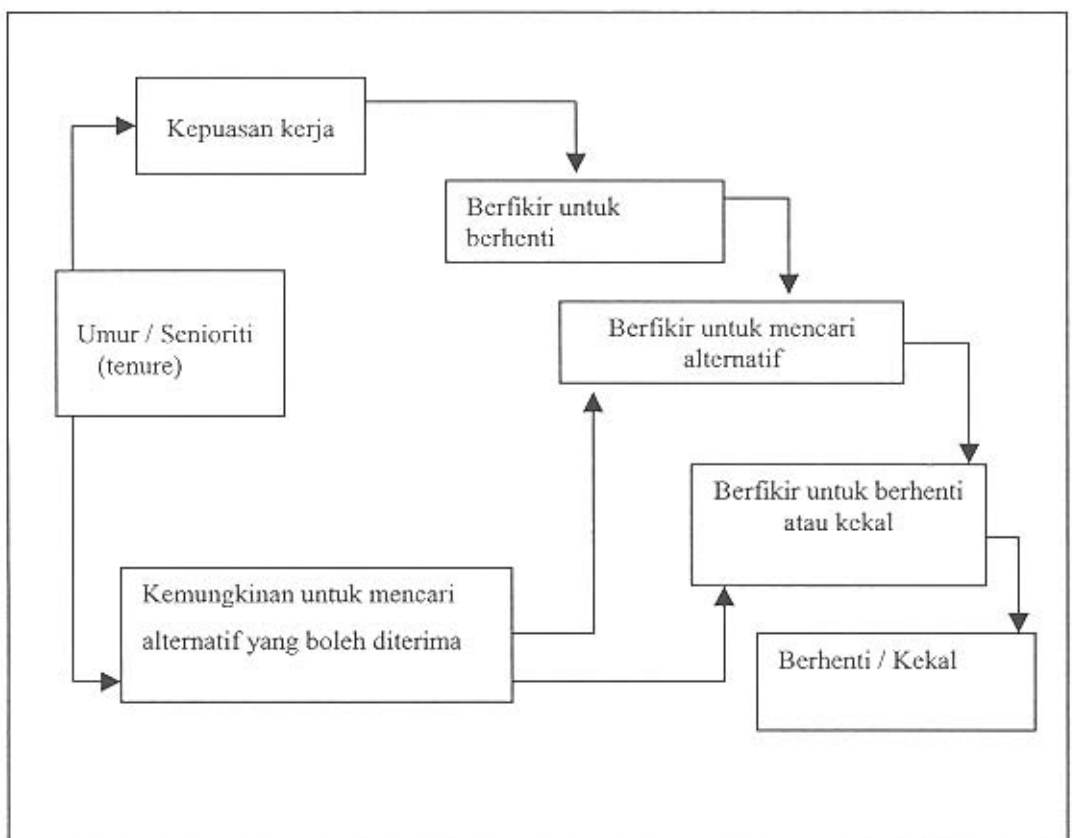 Kepuasan kerja
Berfikir untuk
berhenti
Umur / Senioriti
(tenure)
Berfikir untuk mencari
alternatif
Berfikir untuk berhenti
atau kekal
Kemungkinan untuk mencari
alternatif yang boleh diterima
Berhenti / Kekal